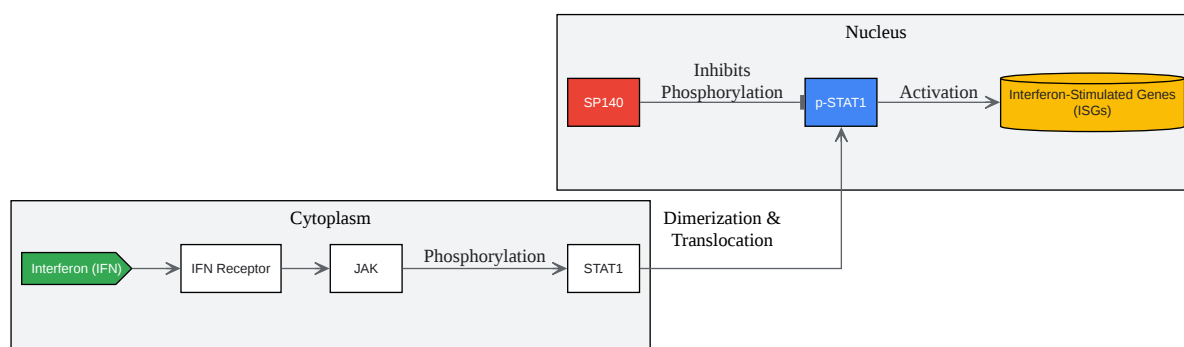 Nucleus
SP140
Inhibits
Phosphorylation
p-STAT1
Activation
Interferon-Stimulated Genes
(ISGs)
Cytoplasm
Interferon (IFN)
IFN Receptor
JAK
Phosphorylation
STAT1
Dimerization &
Translocation